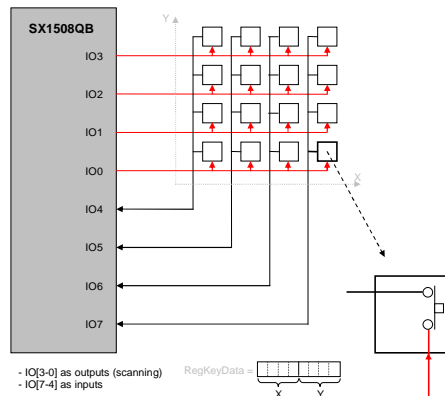 SX1508QB
Y
IO3
IO2
IO1
IO0
X
IO4
IO5
IO6
IO7
- IO[3-0] as outputs (scanning)
- IO[7-4] as inputs
RegKeyData =
X Y